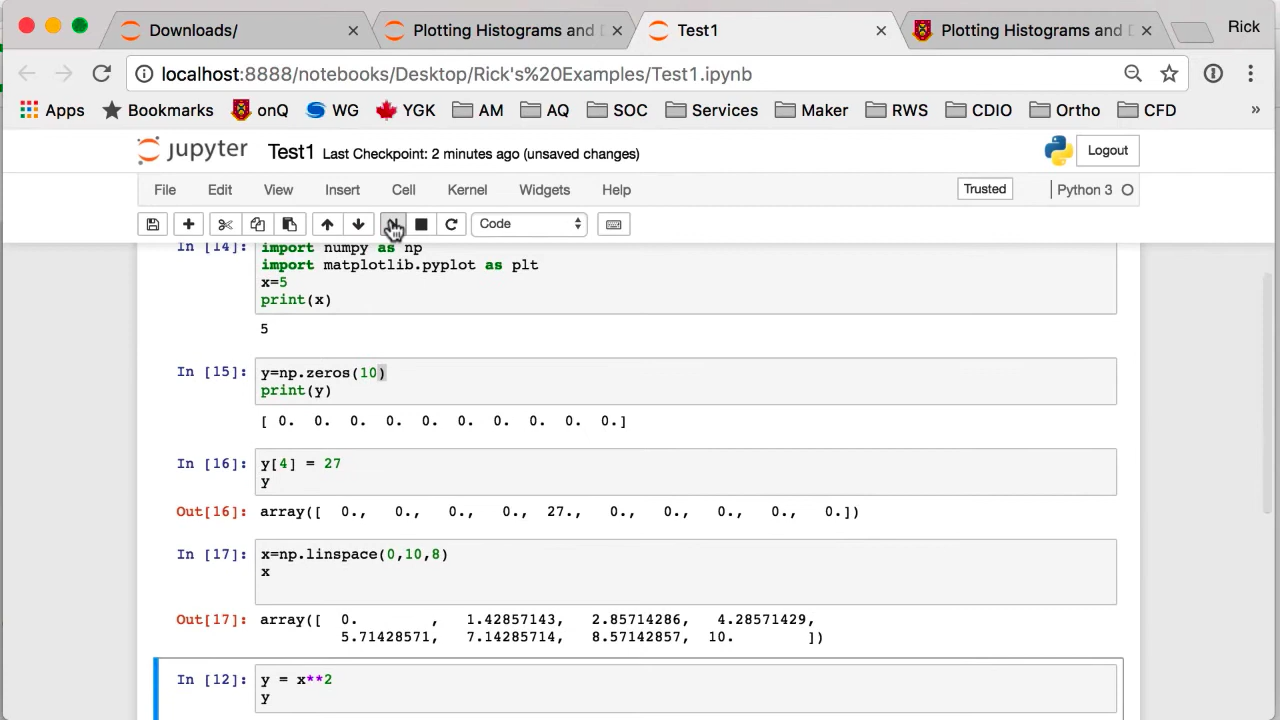 Downloads/
Plotting Histograms and D
Test1
Plotting Histograms and D
Rick
localhost:8888/notebooks/Desktop/Rick's%20Examples/Test1.ipynb
Apps Bookmarks onQ WG YGK AM AQ SOC Services Maker RWS CDIO Ortho CFD »
jupyter Test1 Last Checkpoint: 2 minutes ago (unsaved changes) Logout
File Edit View Insert Cell Kernel Widgets Help Trusted Python 3
Code
In [14]: import numpy as np
import matplotlib.pyplot as plt
x=5
print(x)
5
In [15]: y=np.zeros(10)
print(y)
[ 0. 0. 0. 0. 0. 0. 0. 0. 0. 0.]
In [16]: y[4] = 27
y
Out[16]: array([ 0., 0., 0., 0., 27., 0., 0., 0., 0., 0.])
In [17]: x=np.linspace(0,10,8)
x
Out[17]: array([ 0. , 1.42857143, 2.85714286, 4.28571429,
5.71428571, 7.14285714, 8.57142857, 10. ])
In [12]: y = x**2
y